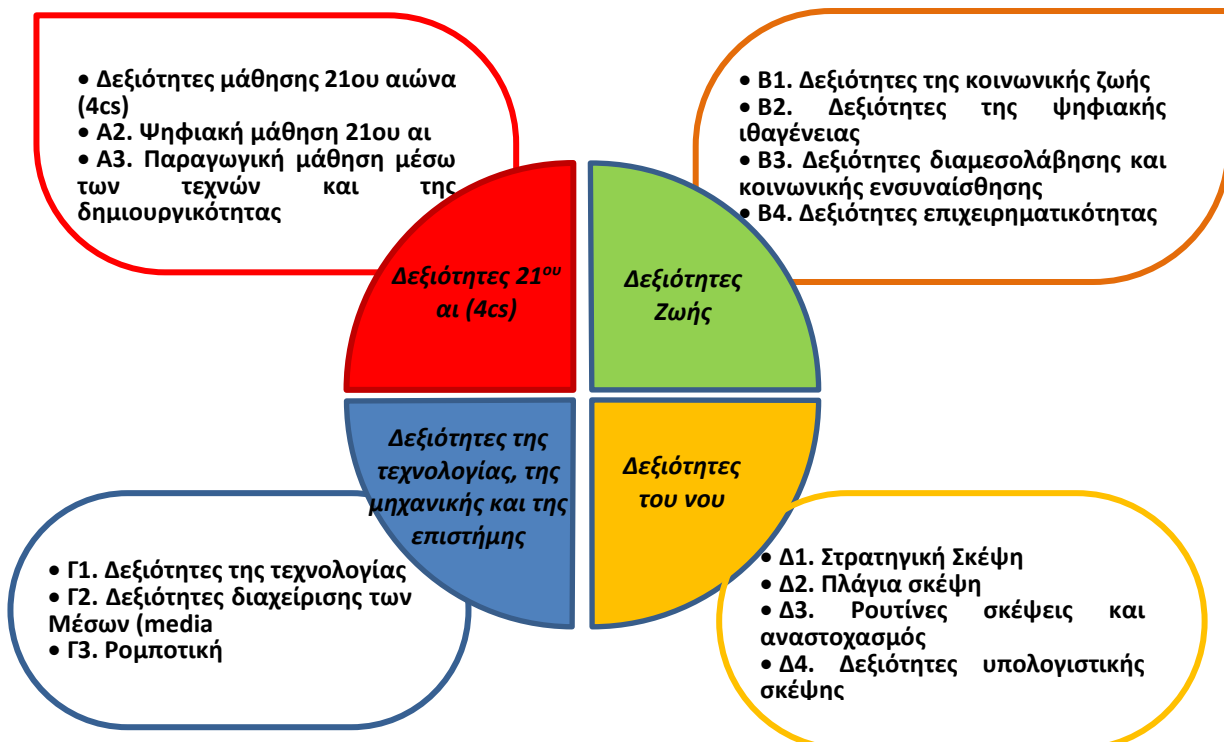 • Δεξιότητες μάθησης 21ου αιώνα
(4cs)
• Α2. Ψηφιακή μάθηση 21ου αι
• Α3. Παραγωγική μάθηση μέσω
των τεχνών και της
δημιουργικότητας
• Β1. Δεξιότητες της κοινωνικής ζωής
• Β2. Δεξιότητες της ψηφιακής
ιθαγένειας
• Β3. Δεξιότητες διαμεσολάβησης και
κοινωνικής ενσυναίσθησης
• Β4. Δεξιότητες επιχειρηματικότητας
Δεξιότητες 21ου
αι (4cs)
Δεξιότητες
Ζωής
Δεξιότητες της
τεχνολογίας, της
μηχανικής και της
επιστήμης
Δεξιότητες
του νου
• Γ1. Δεξιότητες της τεχνολογίας
• Γ2. Δεξιότητες διαχείρισης των
Μέσων (media
• Γ3. Ρομποτική
• Δ1. Στρατηγική Σκέψη
• Δ2. Πλάγια σκέψη
• Δ3. Ρουτίνες σκέψεις και
αναστοχασμός
• Δ4. Δεξιότητες υπολογιστικής
σκέψης